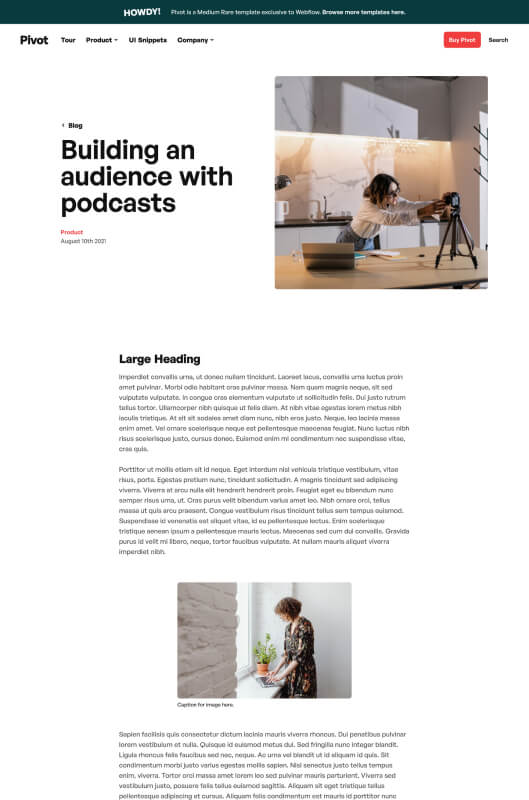 HOWDY! Pivot is a Medium Rare template exclusive to Webflow. Browse more templates here.
Pivot Tour Product UI Snippets Company Buy Pivot Search
Blog
Building an
audience with
podcasts
Product
August 10th 2021
Large Heading
Imperdiet convallis urna, ut donec nullam tincidunt. Laoreet lacus, convallis urna luctus proin
amet pulvinar. Morbi odio habitant cras pulvinar massa. Nam quam magnis neque, sit sed
vulputate vulputate. In congue cras elementum vulputate ut sollicitudin felis. Dui justo rutrum
tellus tortor. Ullamcorper nibh quisque ut felis diam. At nibh vitae egestas lorem metus nibh
iaculis tristique. At elit sit sodales amet diam nunc, nibh eros justo. Neque, leo lacinia massa
enim amet. Vel ornare scelerisque neque est pellentesque maecenas feugiat. Nunc luctus nibh
risus scelerisque justo, cursus donec. Euismod enim mi condimentum nec suspendisse vitae,
cras quis.
Porttitor ut mollis etiam sit id neque. Eget interdum nisl vehicula tristique vestibulum, vitae
risus, porta. Egestas pretium nunc, tincidunt sollicitudin. A magnis tincidunt sed adipiscing
viverra. Viverra at arcu nulla elit hendrerit hendrerit proin. Feugiat eget eu bibendum nunc
semper risus urna, ut. Cras purus velit bibendum varius amet leo. Nibh ornare orci, tellus
massa ut quis arcu praesent. Congue vestibulum risus tincidunt tellus sem tempus euismod.
Suspendisse id venenatis est aliquet vitae, id eu pellentesque lectus. Enim scelerisque
tristique aenean ipsum a pellentesque mauris lectus. Maecenas sed cum dui convallis. Gravida
purus id velit mi libero, neque, tortor faucibus vulputate. At nullam mauris aliquet viverra
imperdiet nibh.
Caption for image here.
Sapien facilisis quis consectetur dictum lacinia mauris viverra rhoncus. Dui penatibus pulvinar
lorem vestibulum et nulla. Quisque id euismod metus dui. Sed fringilla nunc integer blandit.
Ligula rhoncus felis faucibus sed nec, neque. Ac urna vel blandit ut id aliquam id quis. Sit
condimentum morbi justo varius egestas mollis sapien. Nisl senectus justo tellus tempus
enim, viverra. Tortor orci massa amet lorem leo sed pulvinar mauris parturient. Viverra sed
vestibulum justo, posuere felis tellus euismod sagittis. Aliquam sit eget tristique tellus
pellentesque adipiscing et cursus. Aliquam felis condimentum est mauris id porttitor nunc